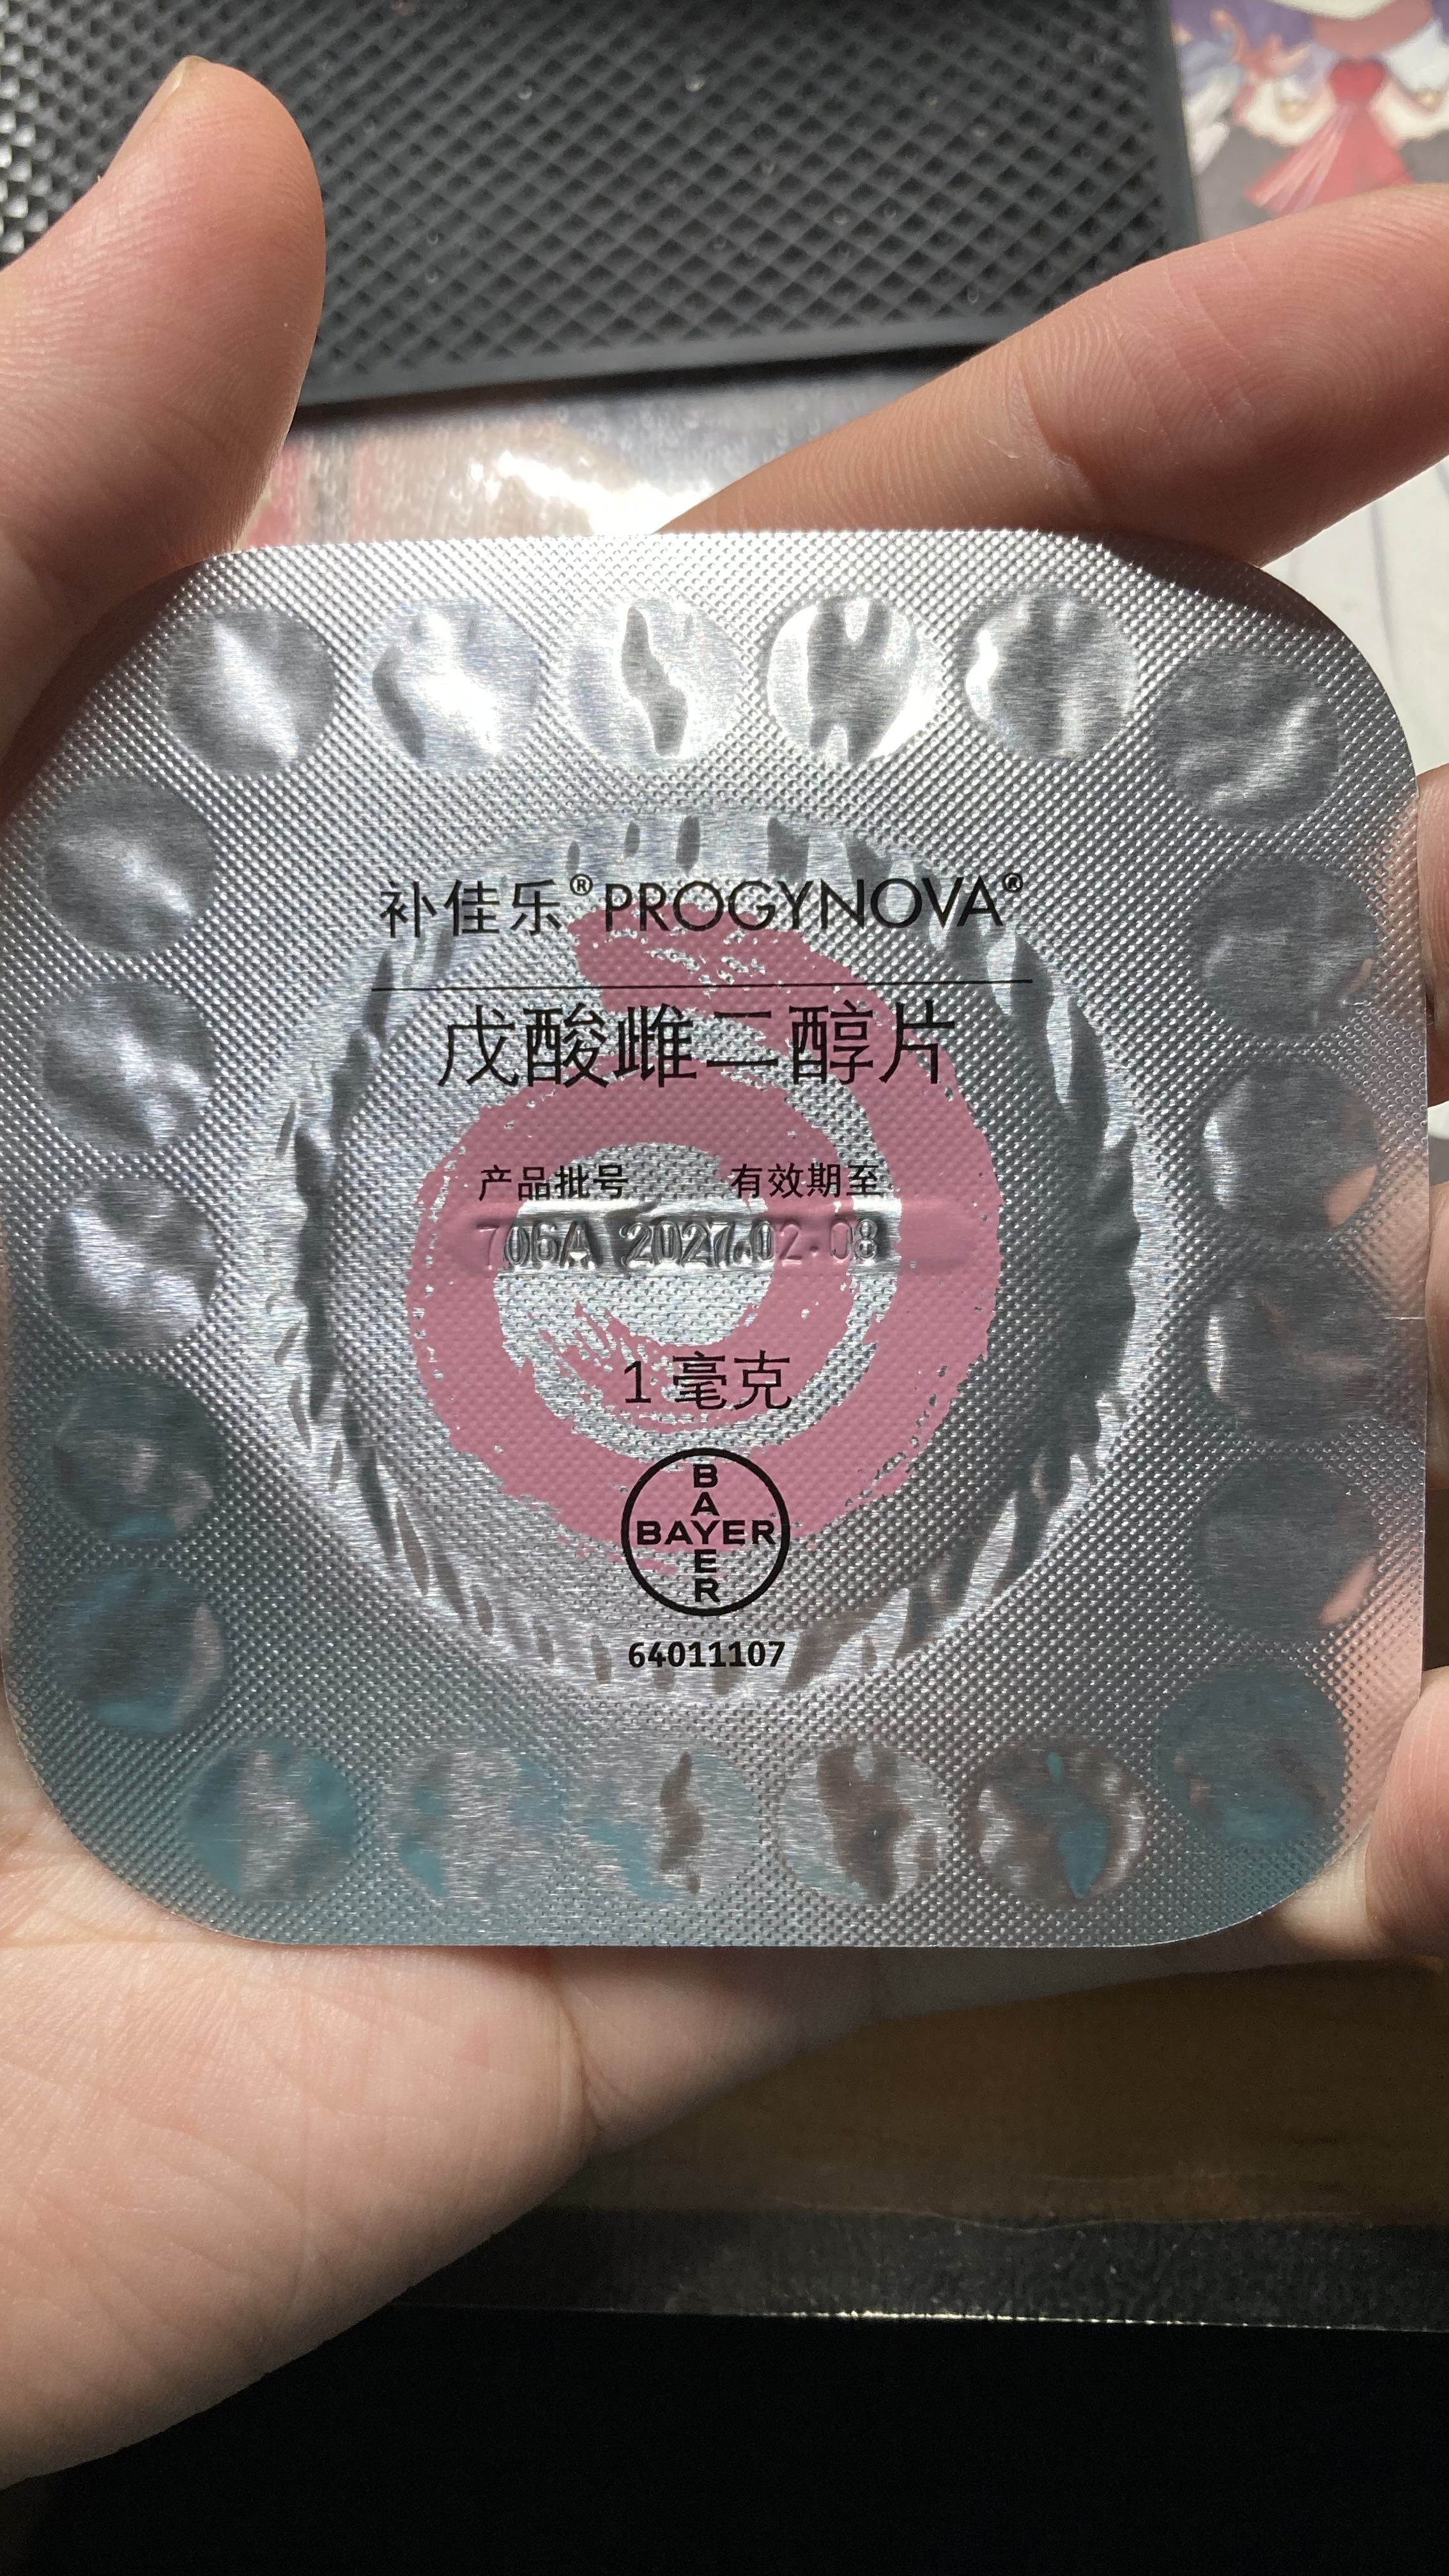 补佳乐®PROGYNOVA®
戊酸雌二醇片
产品批号 有效期至
706A 2027.02.08
1 毫克
BAYER
BAYER
64011107